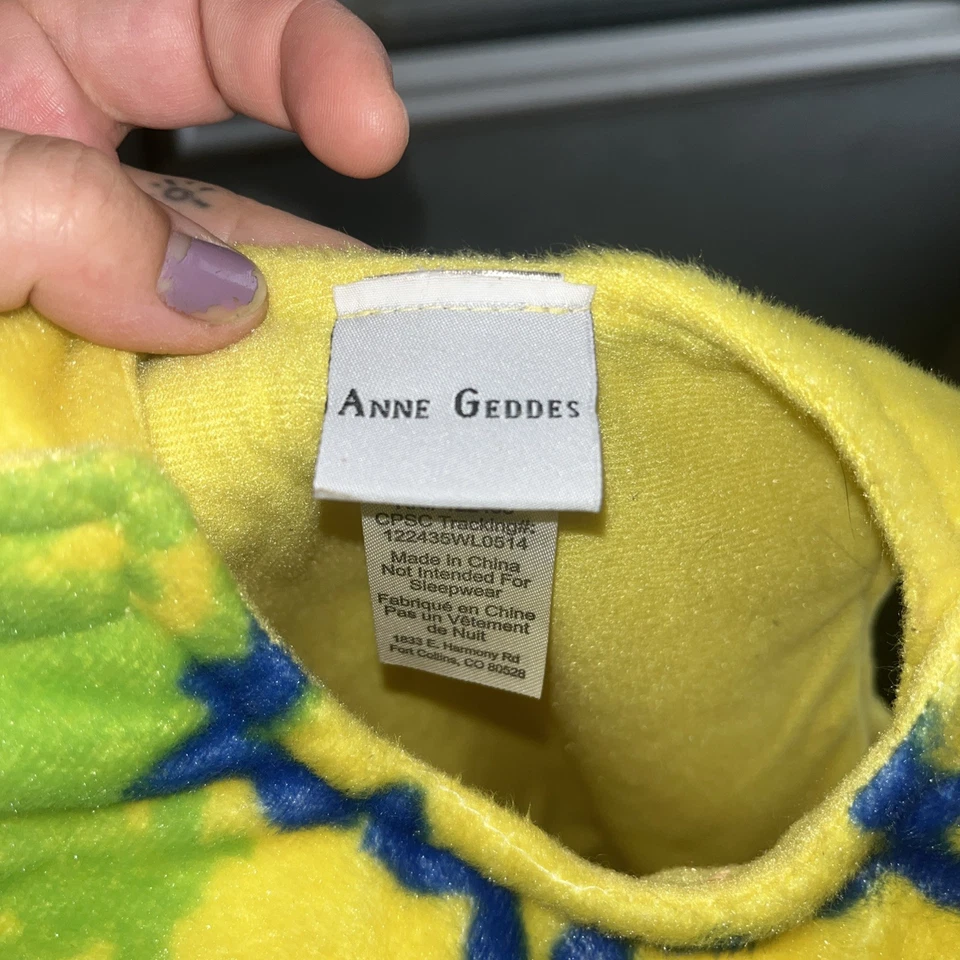 ANNE GEDDES
CPSC Tracking#:
122435WL0514
Made in China
Not Intended For
Sleepwear
Fabriqué en Chine
Pas un Vêtement
de Nuit
1833 E. Harmony Rd
Fort Collins, CO 80528